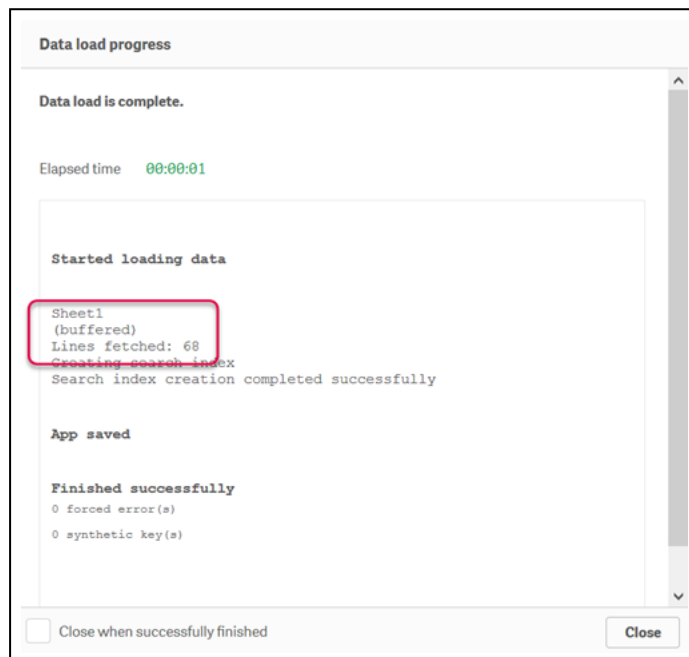 Data load progress
Data load is complete.
Elapsed time 00:00:01
Started loading data
Sheet1
(buffered)
Lines fetched: 68
Creating search index
Search index creation completed successfully
App saved
Finished successfully
0 forced error(s)
0 synthetic key(s)
Close when successfully finished
Close